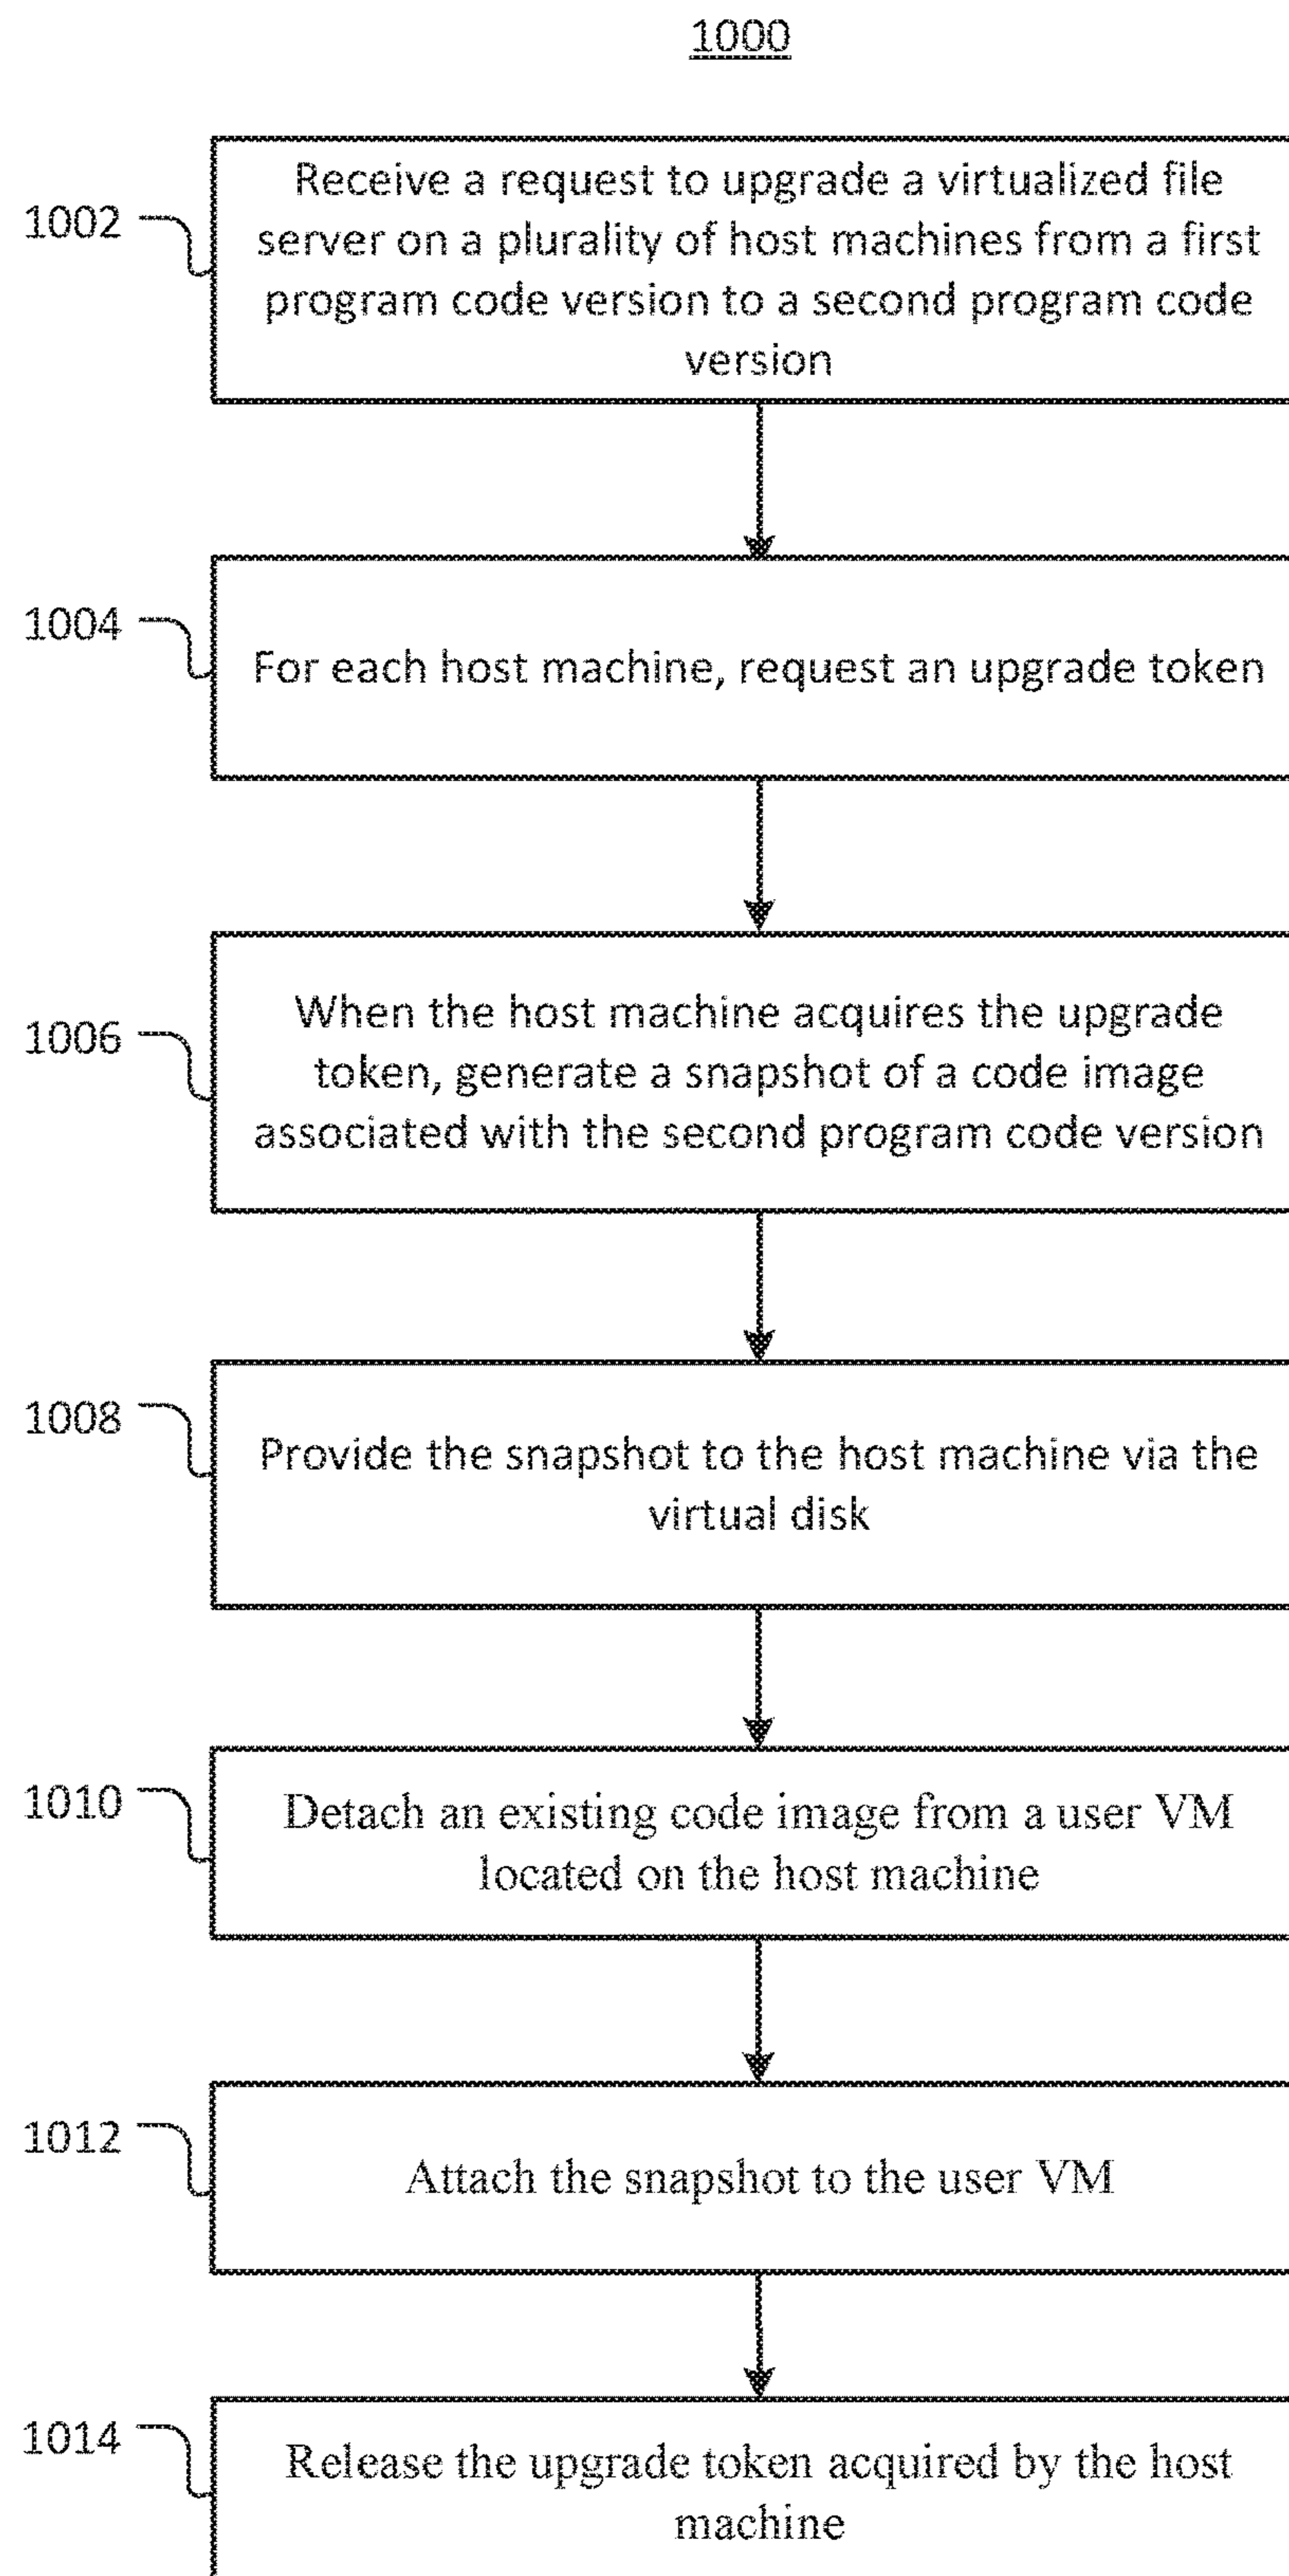 1000
1002
Receive a request to upgrade a virtualized file
server on a plurality of host machines from a first
program code version to a second program code
version
1004
For each host machine, request an upgrade token
1006
When the host machine acquires the upgrade
token, generate a snapshot of a code image
associated with the second program code version
1008
Provide the snapshot to the host machine via the
virtual disk
1010
Detach an existing code image from a user VM
located on the host machine
1012
Attach the snapshot to the user VM
1014
Release the upgrade token acquired by the host
machine